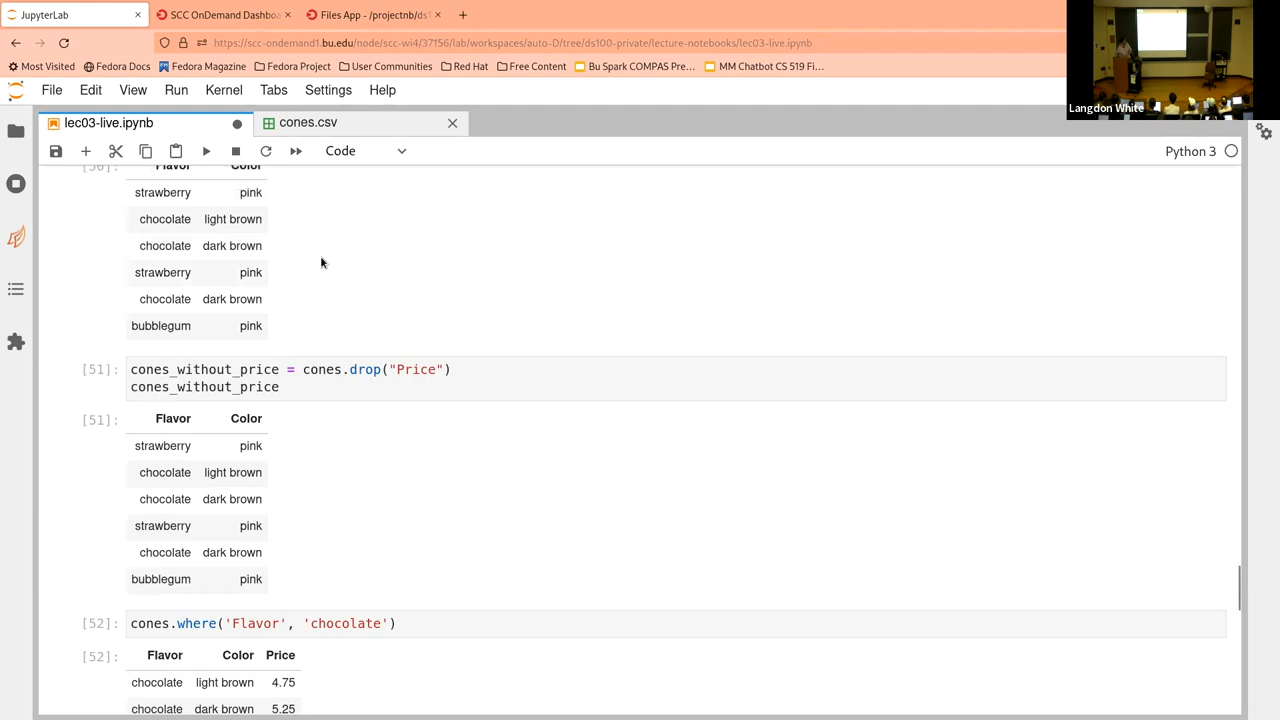 JupyterLab
SCC OnDemand Dashboa
Files App - /projectnb/ds1
https://scc-ondemand1.bu.edu/node/scc-wi4/37156/lab/workspaces/auto-D/tree/ds100-private/lecture-notebooks/lec03-live.ipynb
Most Visited Fedora Docs Fedora Magazine Fedora Project User Communities Red Hat Free Content Bu Spark COMPAS Pre… MM Chatbot CS 519 Fi…
Langdon White
File Edit View Run Kernel Tabs Settings Help
lec03-live.ipynb cones.csv
Code Python 3
[50]: Flavor Color
strawberry pink
chocolate light brown
chocolate dark brown
strawberry pink
chocolate dark brown
bubblegum pink
[51]: cones_without_price = cones.drop("Price")
cones_without_price
[51]: Flavor Color
strawberry pink
chocolate light brown
chocolate dark brown
strawberry pink
chocolate dark brown
bubblegum pink
[52]: cones.where('Flavor', 'chocolate')
[52]: Flavor Color Price
chocolate light brown 4.75
chocolate dark brown 5.25